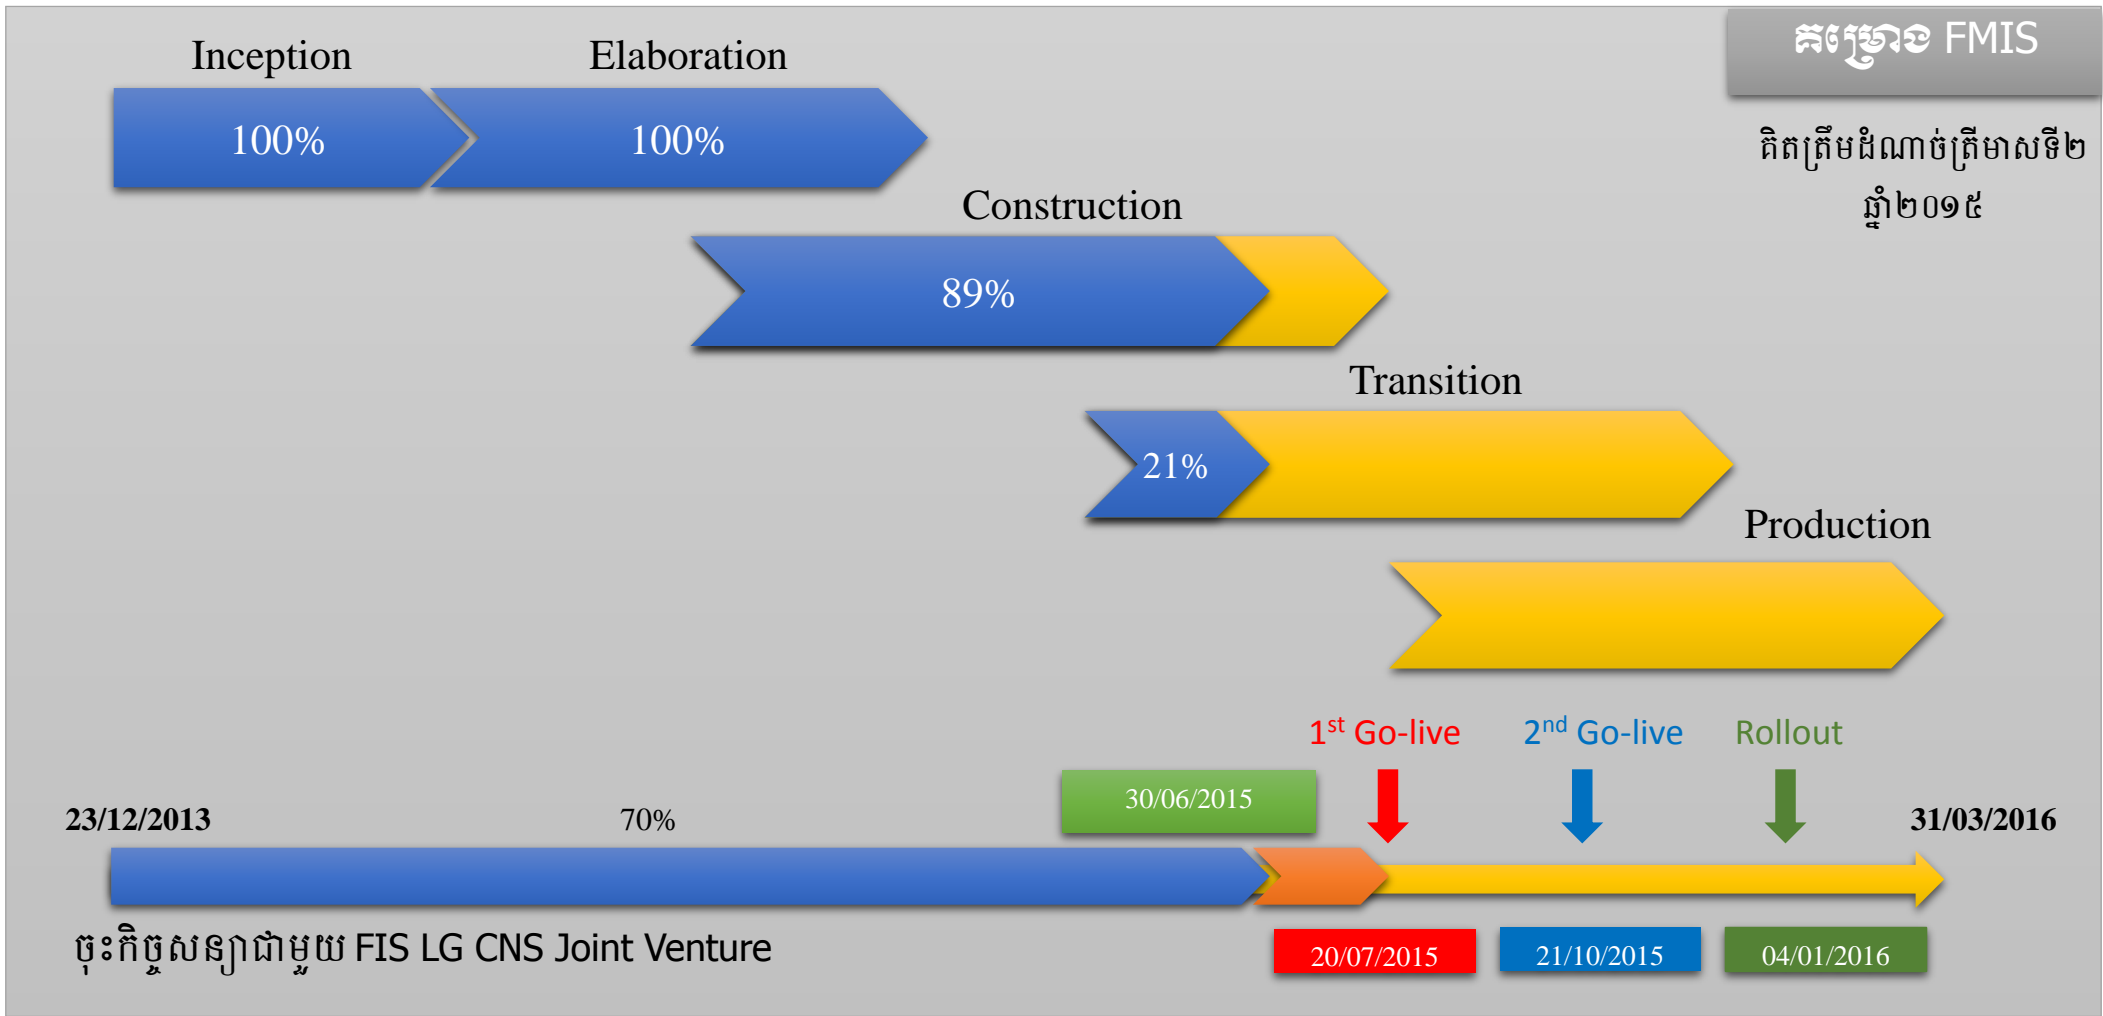 គម្រោង FMIS
គិតត្រឹមដំណាច់ត្រីមាសទី២
ឆ្នាំ២០១៥
Inception
Elaboration
100%
100%
Construction
89%
Transition
21%
Production
1st Go-live
2nd Go-live
Rollout
30/06/2015
23/12/2013
70%
31/03/2016
ចុះកិច្ចសន្យាជាមួយ FIS LG CNS Joint Venture
20/07/2015
21/10/2015
04/01/2016